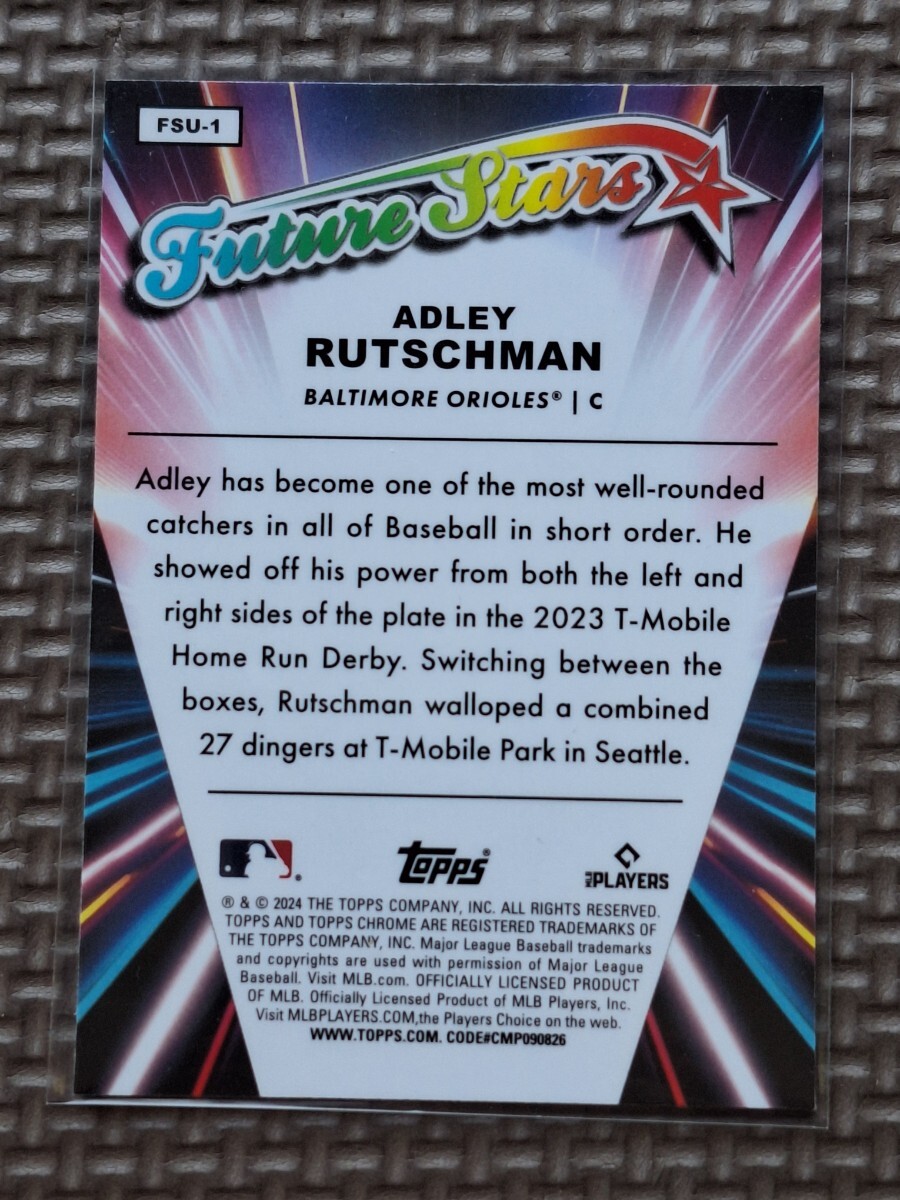 FSU-1
Future Stars
ADLEY
RUTSCHMAN
BALTIMORE ORIOLES® | C
Adley has become one of the most well-rounded
catchers in all of Baseball in short order. He
showed off his power from both the left and
right sides of the plate in the 2023 T-Mobile
Home Run Derby. Switching between the
boxes, Rutschman walloped a combined
27 dingers at T-Mobile Park in Seattle.
topps®
MLB PLAYERS
® & © 2024 THE TOPPS COMPANY, INC. ALL RIGHTS RESERVED.
TOPPS AND TOPPS CHROME ARE REGISTERED TRADEMARKS OF
THE TOPPS COMPANY, INC. Major League Baseball trademarks
and copyrights are used with permission of Major League
Baseball. Visit MLB.com. OFFICIALLY LICENSED PRODUCT
OF MLB. Officially Licensed Product of MLB Players, Inc.
Visit MLBPLAYERS.COM,the Players Choice on the web.
WWW.TOPPS.COM. CODE#CMP090826